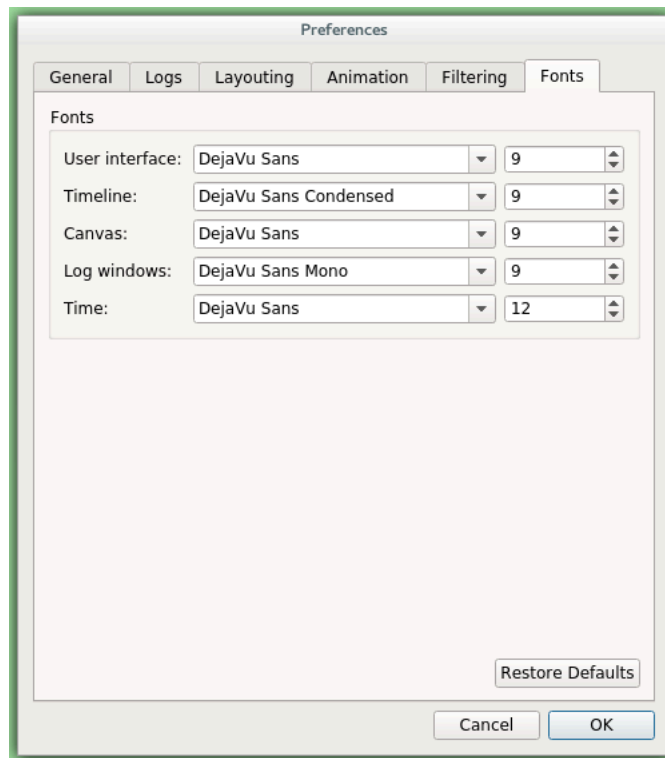 Preferences
General Logs Layouting Animation Filtering Fonts
Fonts
User interface: DejaVu Sans 9
Timeline: DejaVu Sans Condensed 9
Canvas: DejaVu Sans 9
Log windows: DejaVu Sans Mono 9
Time: DejaVu Sans 12
Restore Defaults
Cancel OK